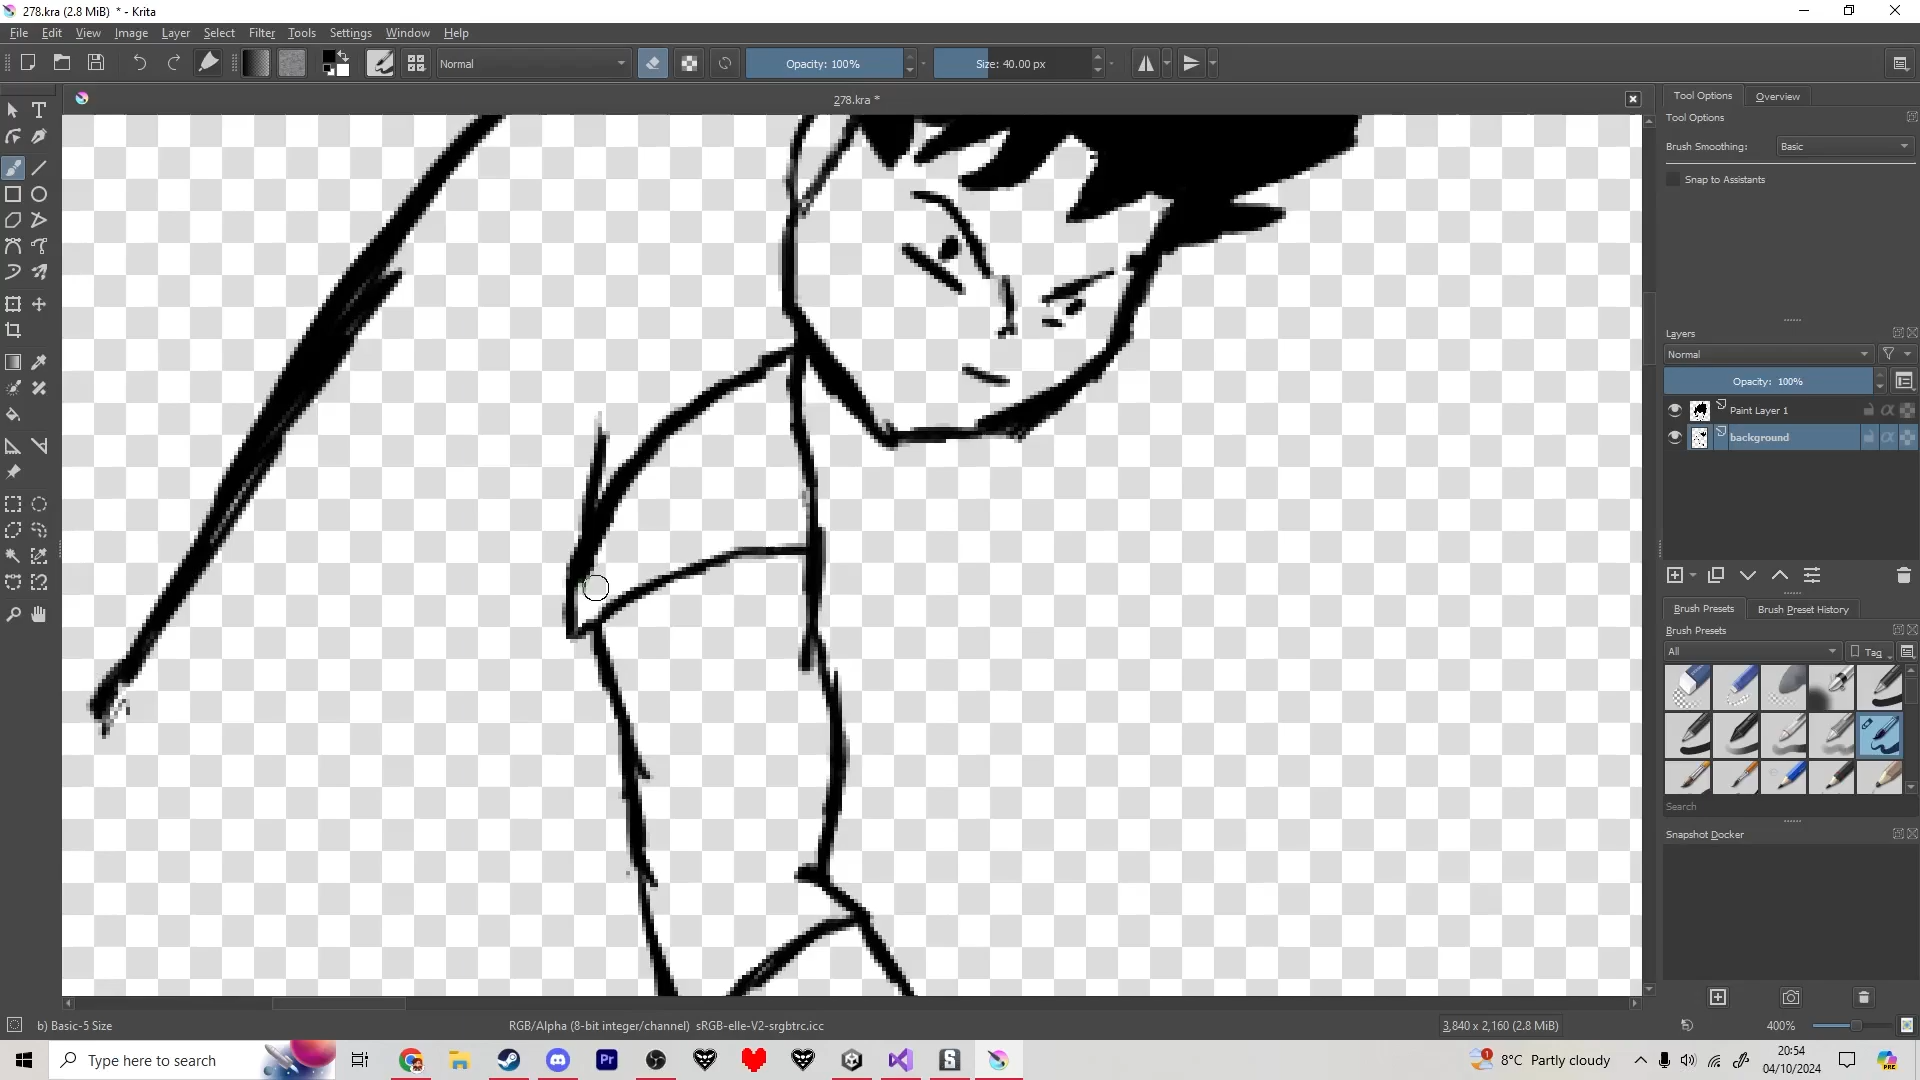 278.kra (2.8 MiB) * - Krita
File Edit View Image Layer Select Filter Tools Settings Window Help
Normal
Opacity: 100%
Size: 40.00 px
278.kra *
Tool Options
Overview
Tool Options
Brush Smoothing:
Basic
Snap to Assistants
Layers
Normal
Opacity: 100%
Paint Layer 1
background
Brush Presets
Brush Preset History
Brush Presets
All
Tag
Search
Snapshot Docker
b) Basic-5 Size
RGB/Alpha (8-bit integer/channel) sRGB-elle-V2-srgbtrc.icc
3,840 x 2,160 (2.8 MiB)
400%
Type here to search
Pr
S
1
8°C Partly cloudy
20:54
04/10/2024
PRE